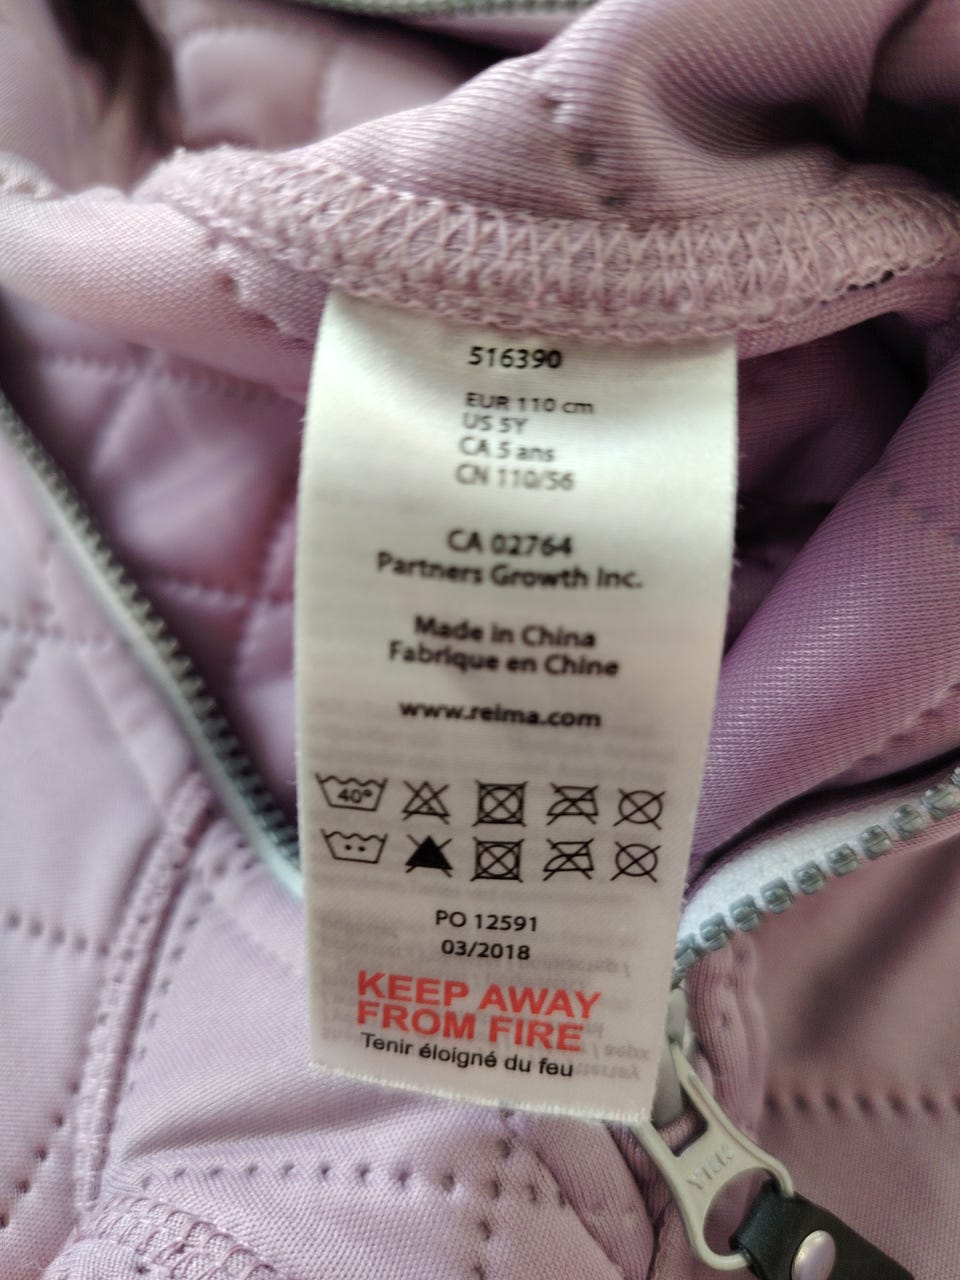 516390
EUR 110 cm
US 5Y
CA 5 ans
CN 110/56
CA 02764
Partners Growth Inc.
Made in China
Fabrique en Chine
www.reima.com
40°
PO 12591
03/2018
KEEP AWAY
FROM FIRE
Tenir éloigné du feu
YKK